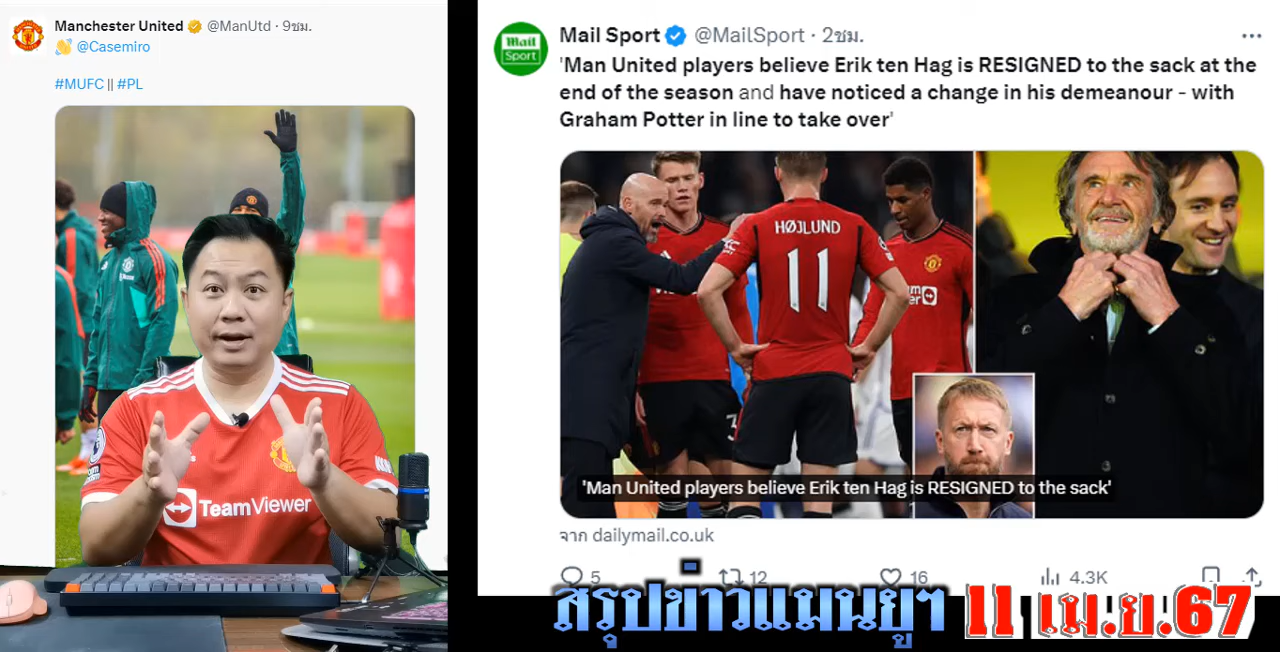 Manchester United @ManUtd · 9ชม.
👋 @Casemiro
#MUFC || #PL
TeamViewer
Mail Sport
Mail Sport @MailSport · 2ชม.
'Man United players believe Erik ten Hag is RESIGNED to the sack at the
end of the season and have noticed a change in his demeanour - with
Graham Potter in line to take over'
HØJLUND
11
'Man United players believe Erik ten Hag is RESIGNED to the sack'
จาก dailymail.co.uk
5 12 16 4.3K
สรุปข่าวแมนยูฯ 11 เม.ย.67